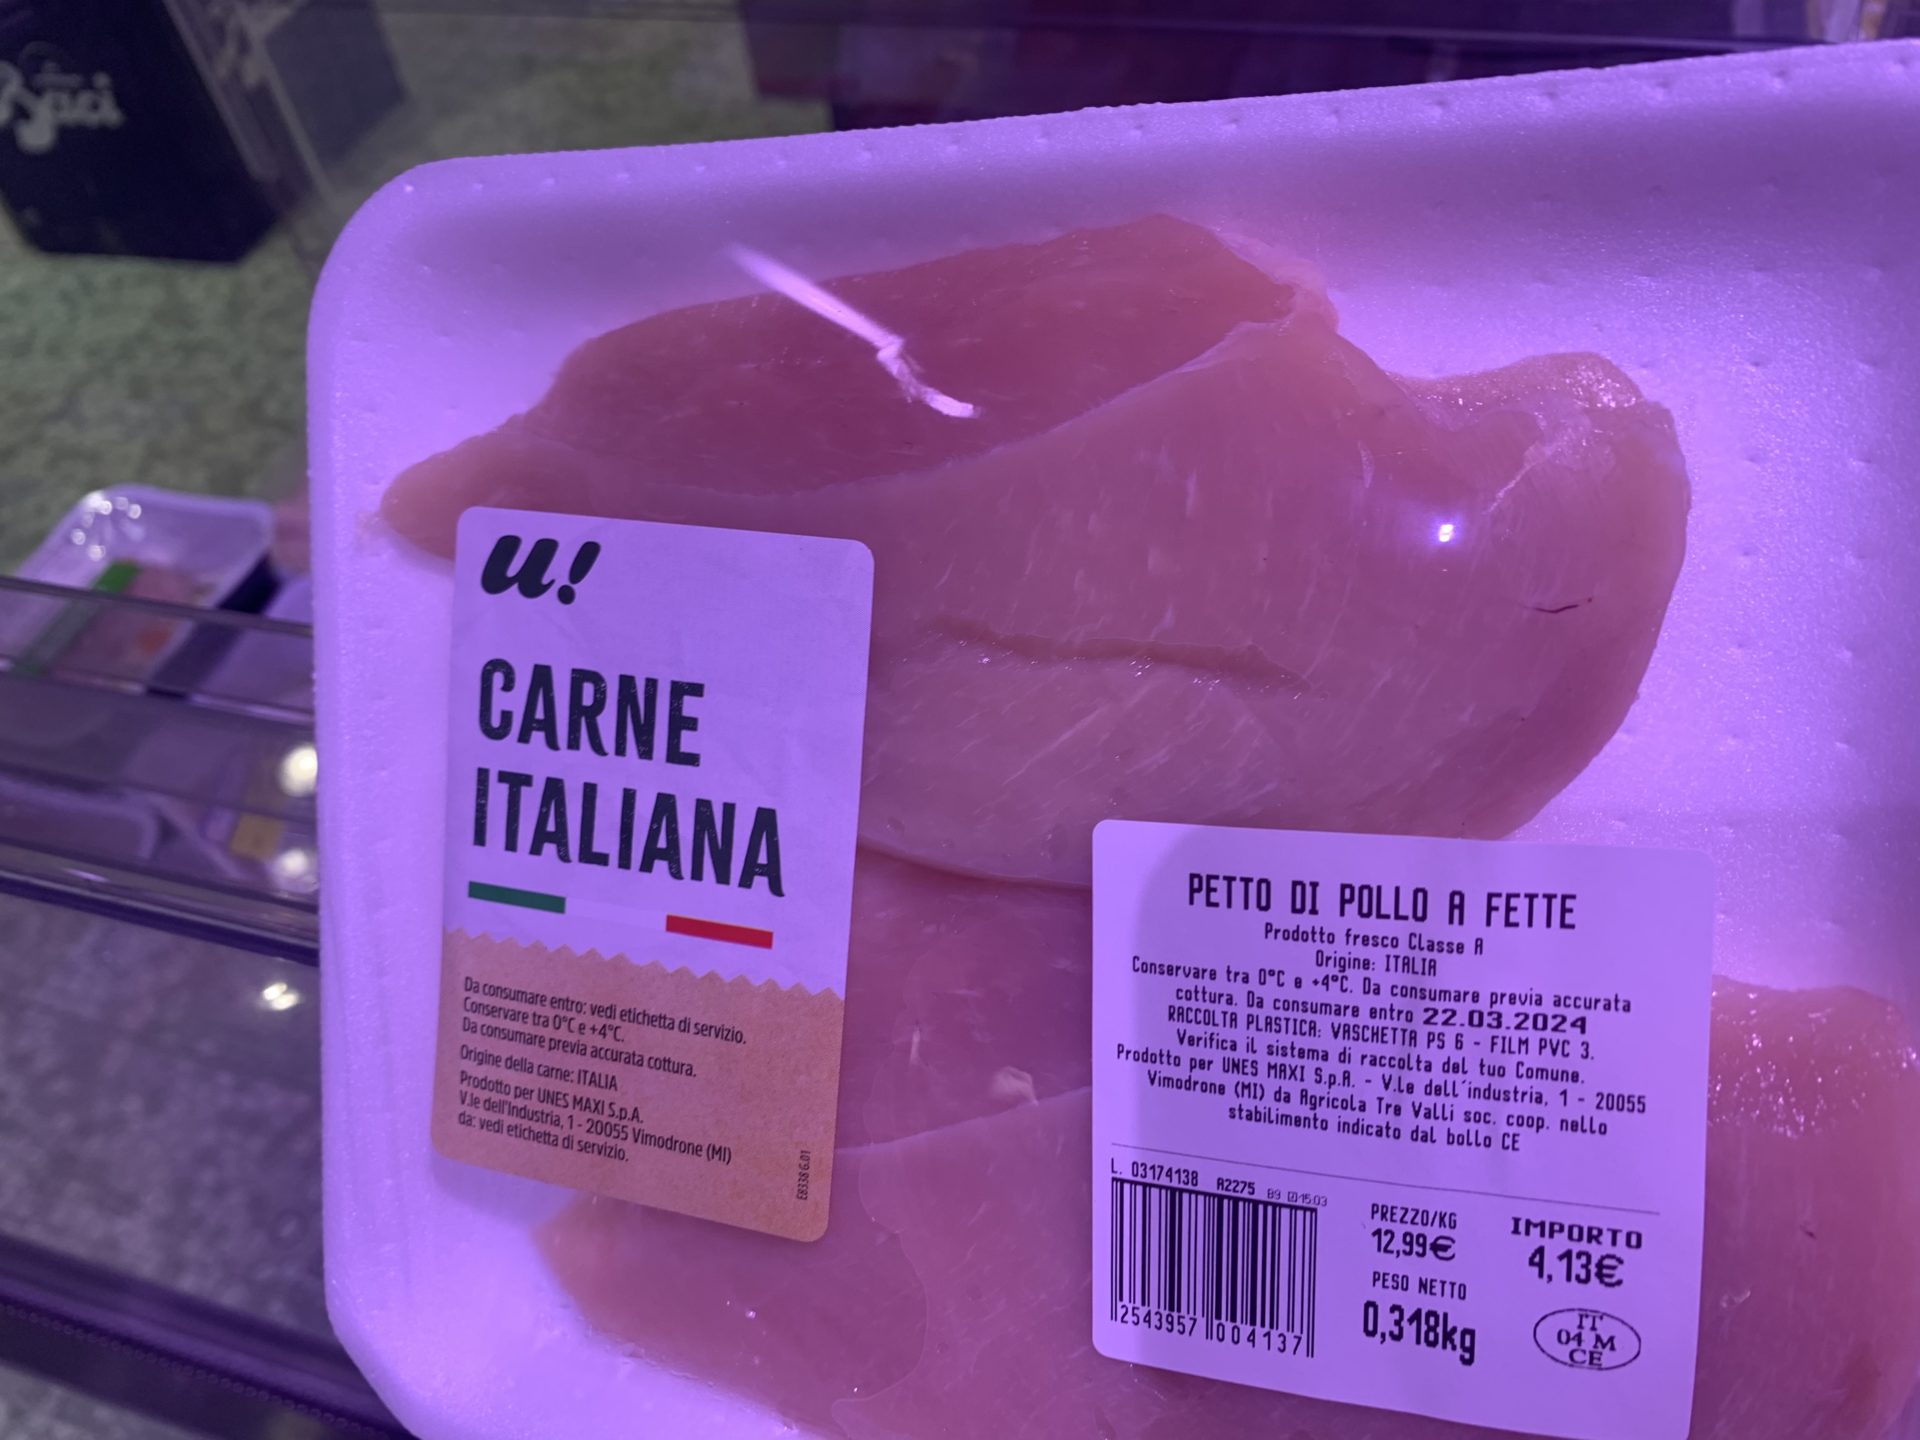 Baci
u!
CARNE
ITALIANA
Da consumare entro: vedi etichetta di servizio.
Conservare tra 0°C e +4°C.
Da consumare previa accurata cottura.
Origine della carne: ITALIA
Prodotto per UNES MAXI S.p.A.
V.le dell'Industria, 1 - 20055 Vimodrone (MI)
da: vedi etichetta di servizio.
E8338 G.01
PETTO DI POLLO A FETTE
Prodotto fresco Classe A
Origine: ITALIA
Conservare tra 0°C e +4°C. Da consumare previa accurata
cottura. Da consumare entro 22.03.2024
RACCOLTA PLASTICA: VASCHETTA PS 6 - FILM PVC 3.
Verifica il sistema di raccolta del tuo Comune.
Prodotto per UNES MAXI S.p.A. - V.le dell'industria, 1 - 20055
Vimodrone (MI) da Agricola Tre Valli soc. coop. nello
stabilimento indicato dal bollo CE
L. 03174138 A2275 B9 15.03
2543957 004137
PREZZO/KG
12,99€
PESO NETTO
0,318kg
IMPORTO
4,13€
IT
04 M
CE